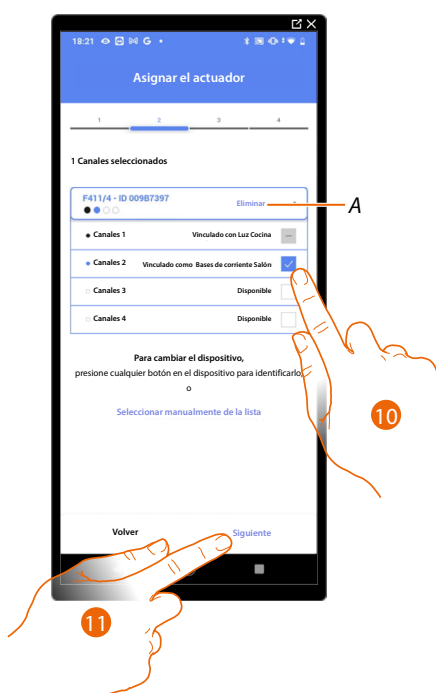 18:21 G •
Asignar el actuador
1 2 3 4
1 Canales seleccionados
F411/4 - ID 009B7397
Eliminar
A
Canales 1 Vinculado con Luz Cocina
Canales 2 Vinculado como Bases de corriente Salón
Canales 3 Disponible
Canales 4 Disponible
Para cambiar el dispositivo,
presione cualquier botón en el dispositivo para identificarlo,
o
Seleccionar manualmente de la lista
10
Volver Siguiente
11